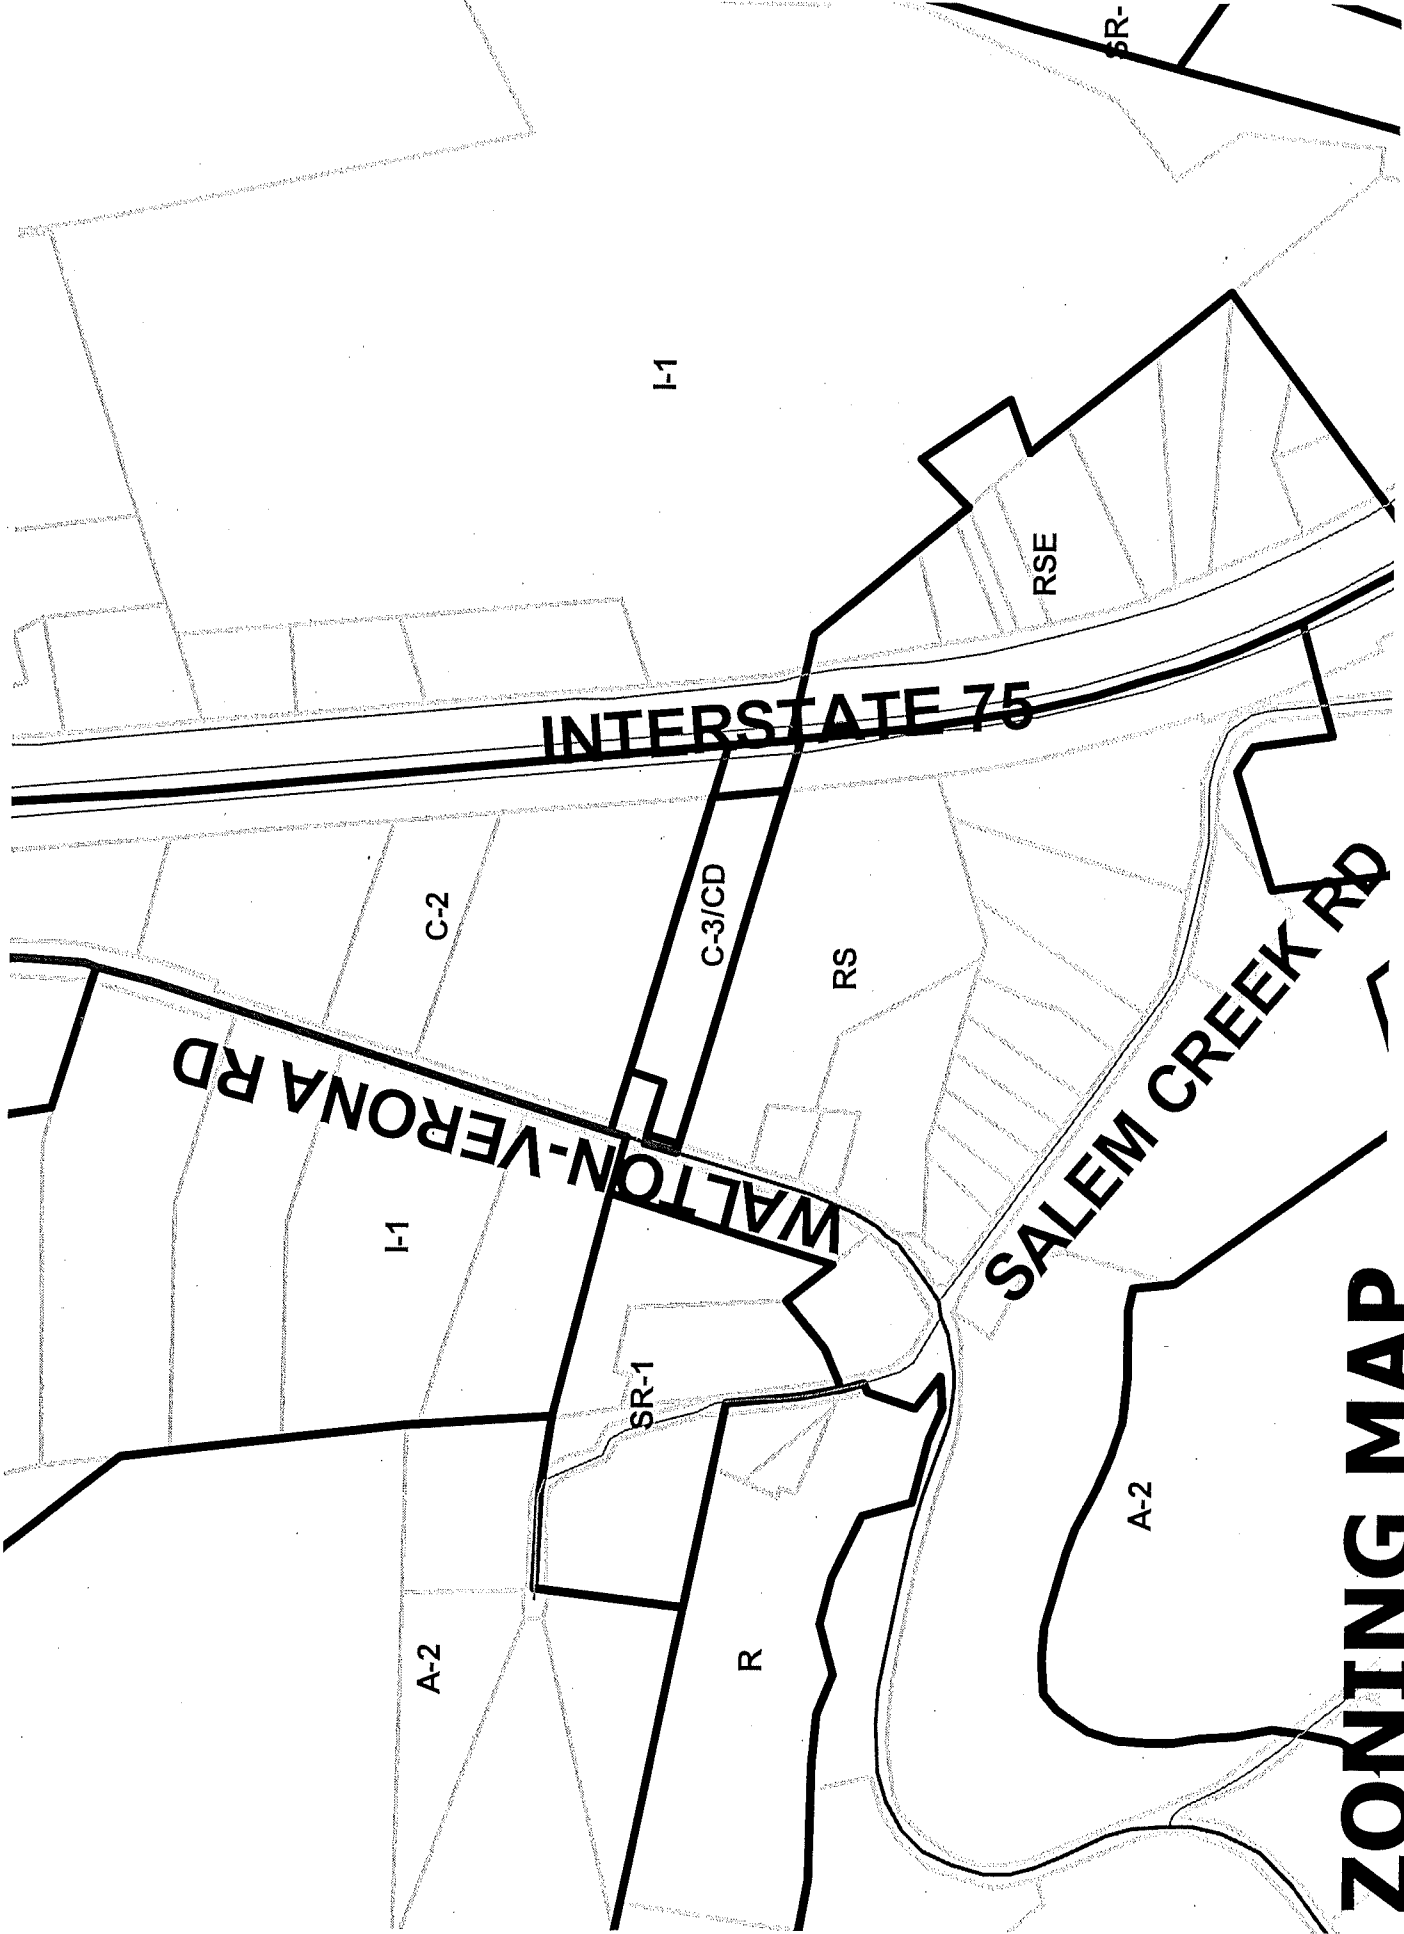 SR-
I-1
RSE
INTERSTATE 75
C-2
C-3/CD
RS
WALTON-VERONA RD
SALEM CREEK RD
I-1
SR-1
A-2
R
A-2
ZONING MAP